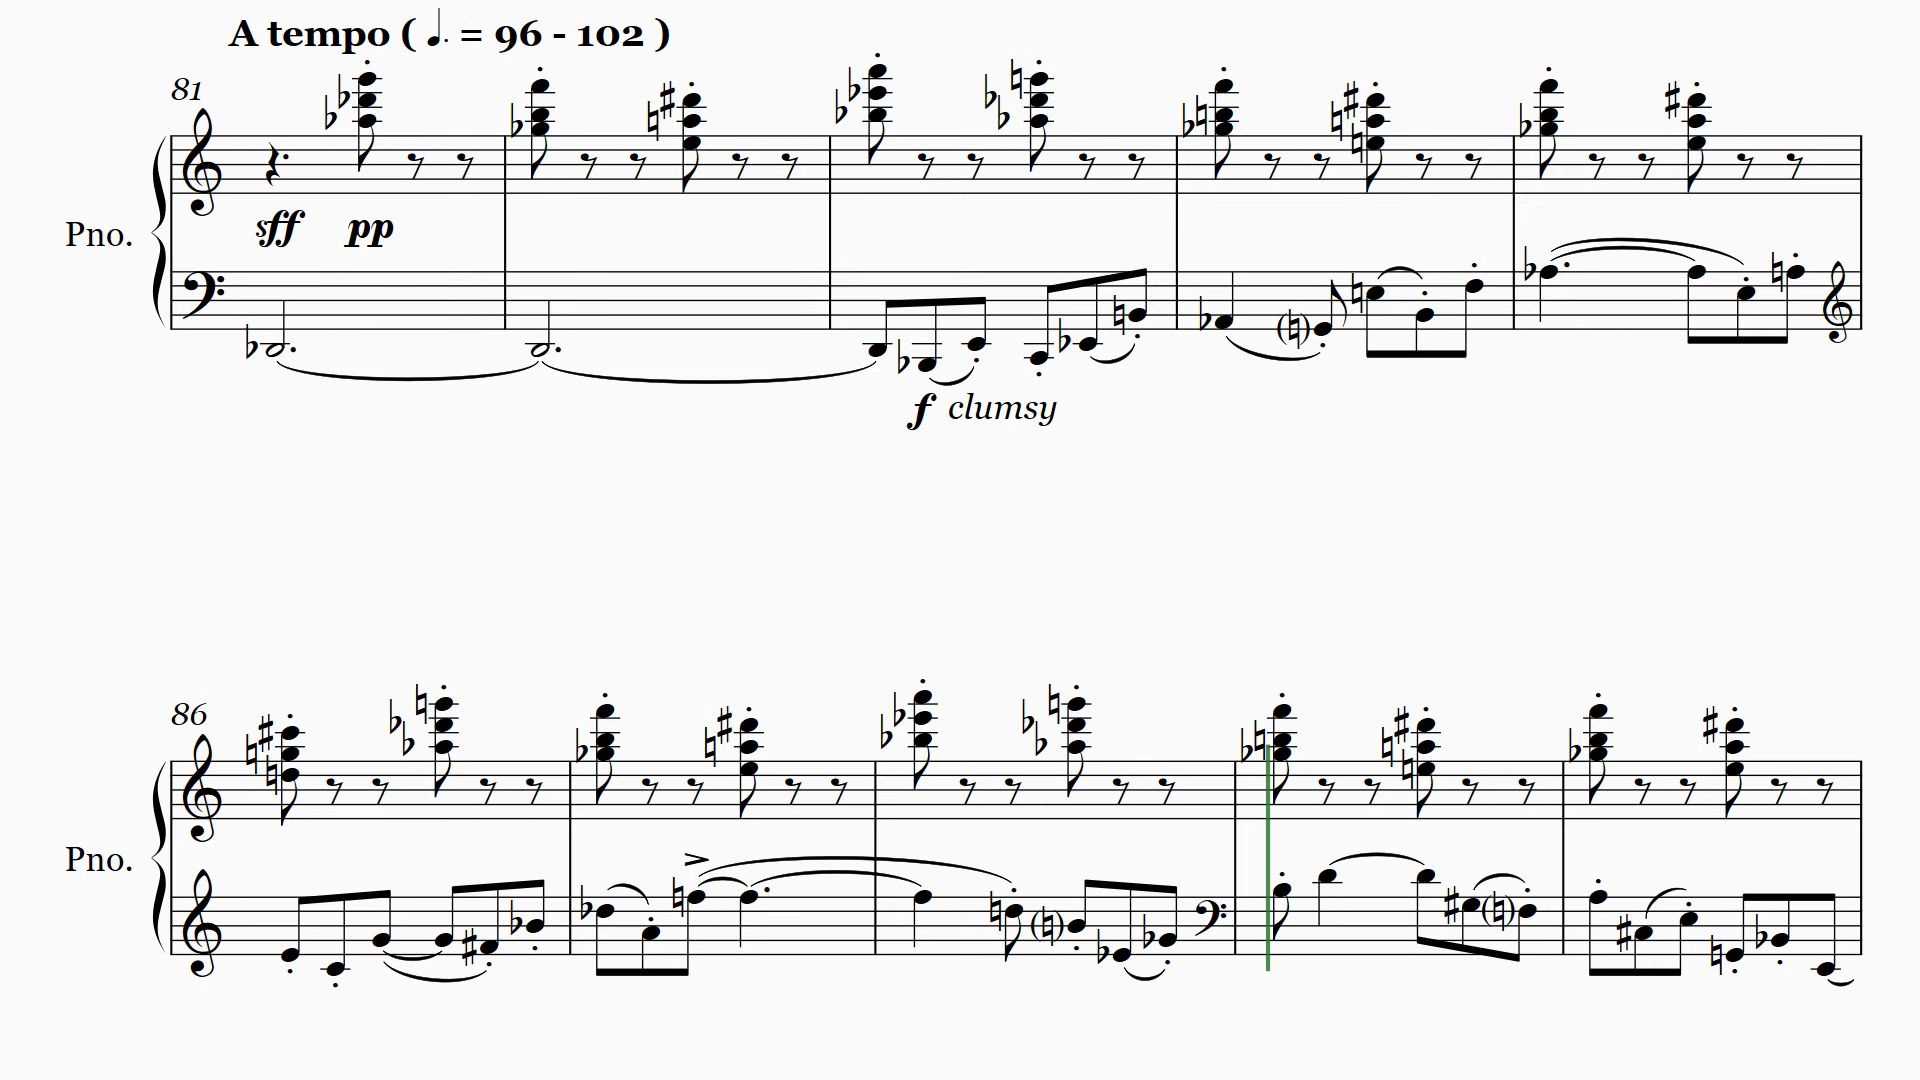 A tempo ( ♩. = 96 - 102 )
81
Pno.
sff pp
f clumsy
86
Pno.